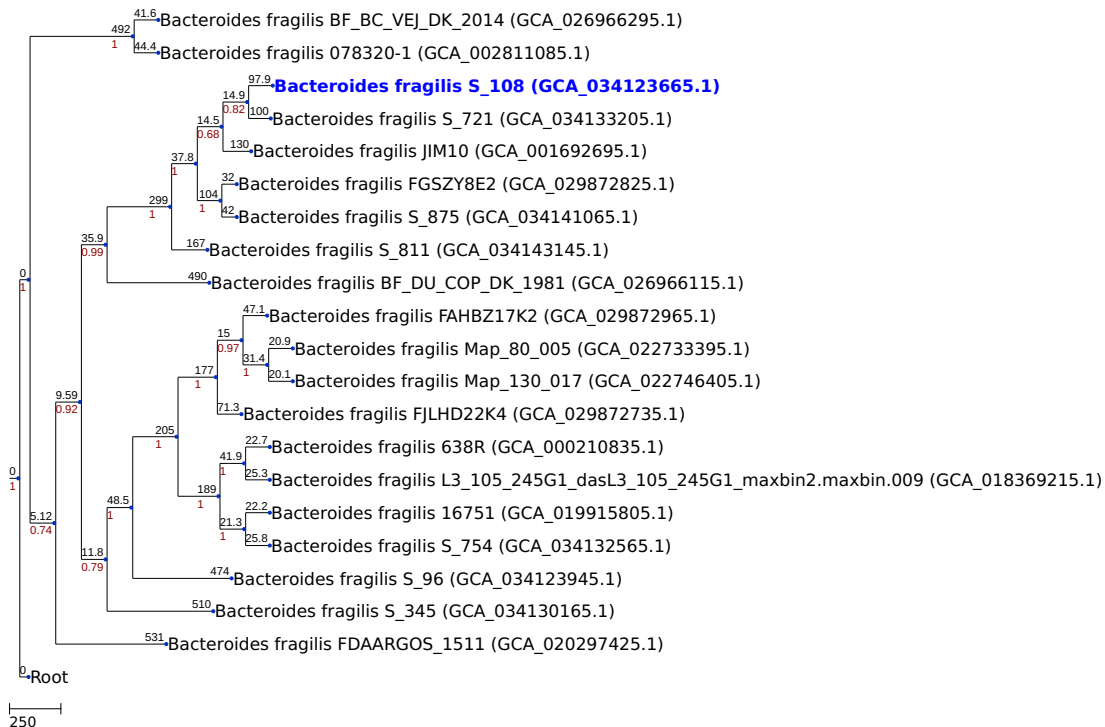 41.6
Bacteroides fragilis BF_BC_VEJ_DK_2014 (GCA_026966295.1)
492
1
44.4
Bacteroides fragilis 078320-1 (GCA_002811085.1)
97.9
Bacteroides fragilis S_108 (GCA_034123665.1)
14.9
0.82
100
Bacteroides fragilis S_721 (GCA_034133205.1)
14.5
0.68
130
Bacteroides fragilis JIM10 (GCA_001692695.1)
37.8
1
32
Bacteroides fragilis FGSZY8E2 (GCA_029872825.1)
104
1
42
Bacteroides fragilis S_875 (GCA_034141065.1)
299
1
167
Bacteroides fragilis S_811 (GCA_034143145.1)
35.9
0.99
490
Bacteroides fragilis BF_DU_COP_DK_1981 (GCA_026966115.1)
0
1
47.1
Bacteroides fragilis FAHBZ17K2 (GCA_029872965.1)
15
0.97
20.9
Bacteroides fragilis Map_80_005 (GCA_022733395.1)
31.4
1
20.1
Bacteroides fragilis Map_130_017 (GCA_022746405.1)
177
1
71.3
Bacteroides fragilis FJLHD22K4 (GCA_029872735.1)
9.59
0.92
205
1
22.7
Bacteroides fragilis 638R (GCA_000210835.1)
41.9
1
25.3
Bacteroides fragilis L3_105_245G1_dasL3_105_245G1_maxbin2.maxbin.009 (GCA_018369215.1)
0
1
189
1
22.2
Bacteroides fragilis 16751 (GCA_019915805.1)
48.5
1
21.3
1
25.8
Bacteroides fragilis S_754 (GCA_034132565.1)
5.12
0.74
11.8
0.79
474
Bacteroides fragilis S_96 (GCA_034123945.1)
510
Bacteroides fragilis S_345 (GCA_034130165.1)
531
Bacteroides fragilis FDAARGOS_1511 (GCA_020297425.1)
0
Root
250